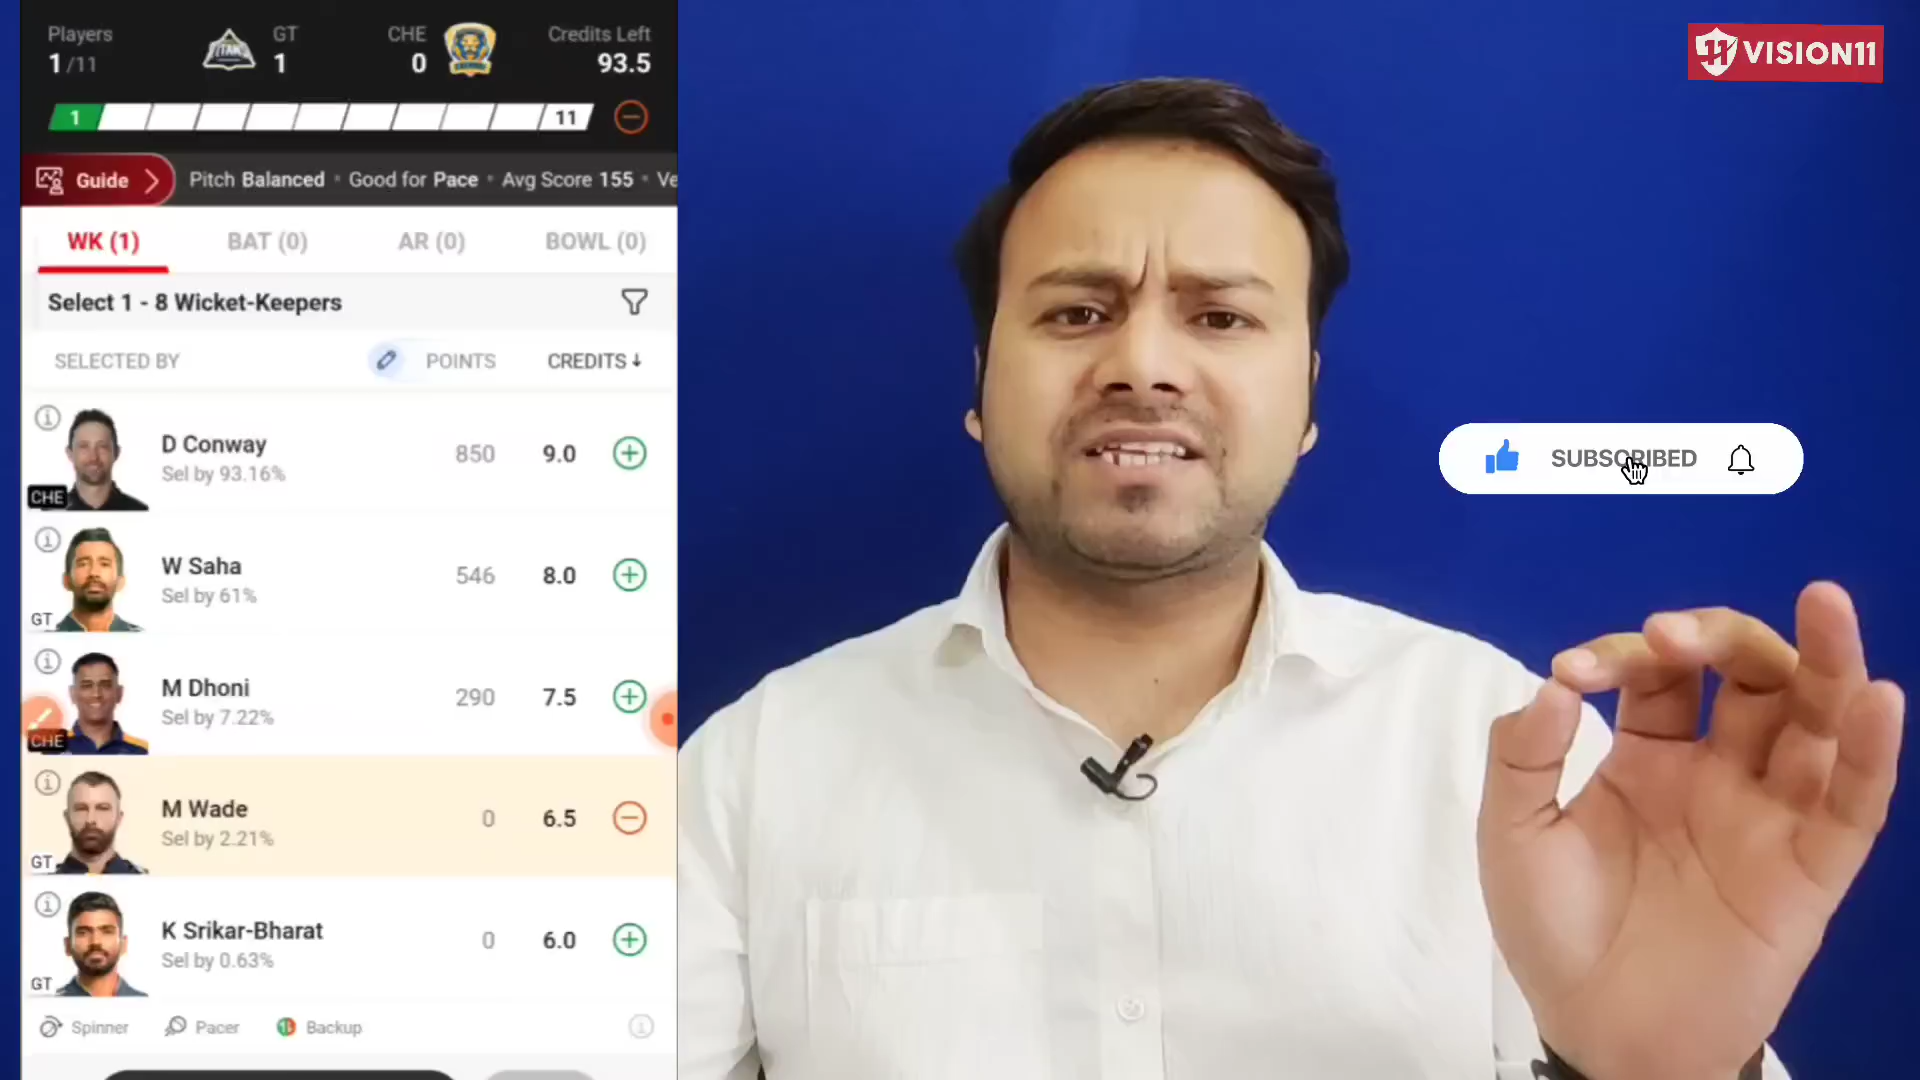 Players
1 /11
GT
1
CHE
0
Credits Left
93.5
1
11
Guide
Pitch Balanced • Good for Pace • Avg Score 155 • Ve
WK (1)
BAT (0)
AR (0)
BOWL (0)
Select 1 - 8 Wicket-Keepers
SELECTED BY
POINTS
CREDITS↓
D Conway
Sel by 93.16%
850
9.0
CHE
W Saha
Sel by 61%
546
8.0
GT
M Dhoni
Sel by 7.22%
290
7.5
CHE
M Wade
Sel by 2.21%
0
6.5
GT
K Srikar-Bharat
Sel by 0.63%
0
6.0
GT
Spinner
Pacer
Backup
11 VISION11
SUBSCRIBED